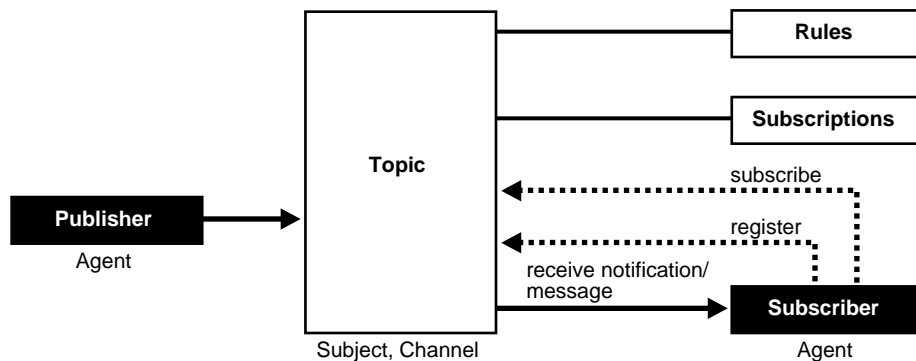 Rules
Subscriptions
Topic
subscribe
Publisher
register
Agent
receive notification/
message
Subscriber
Subject, Channel
Agent